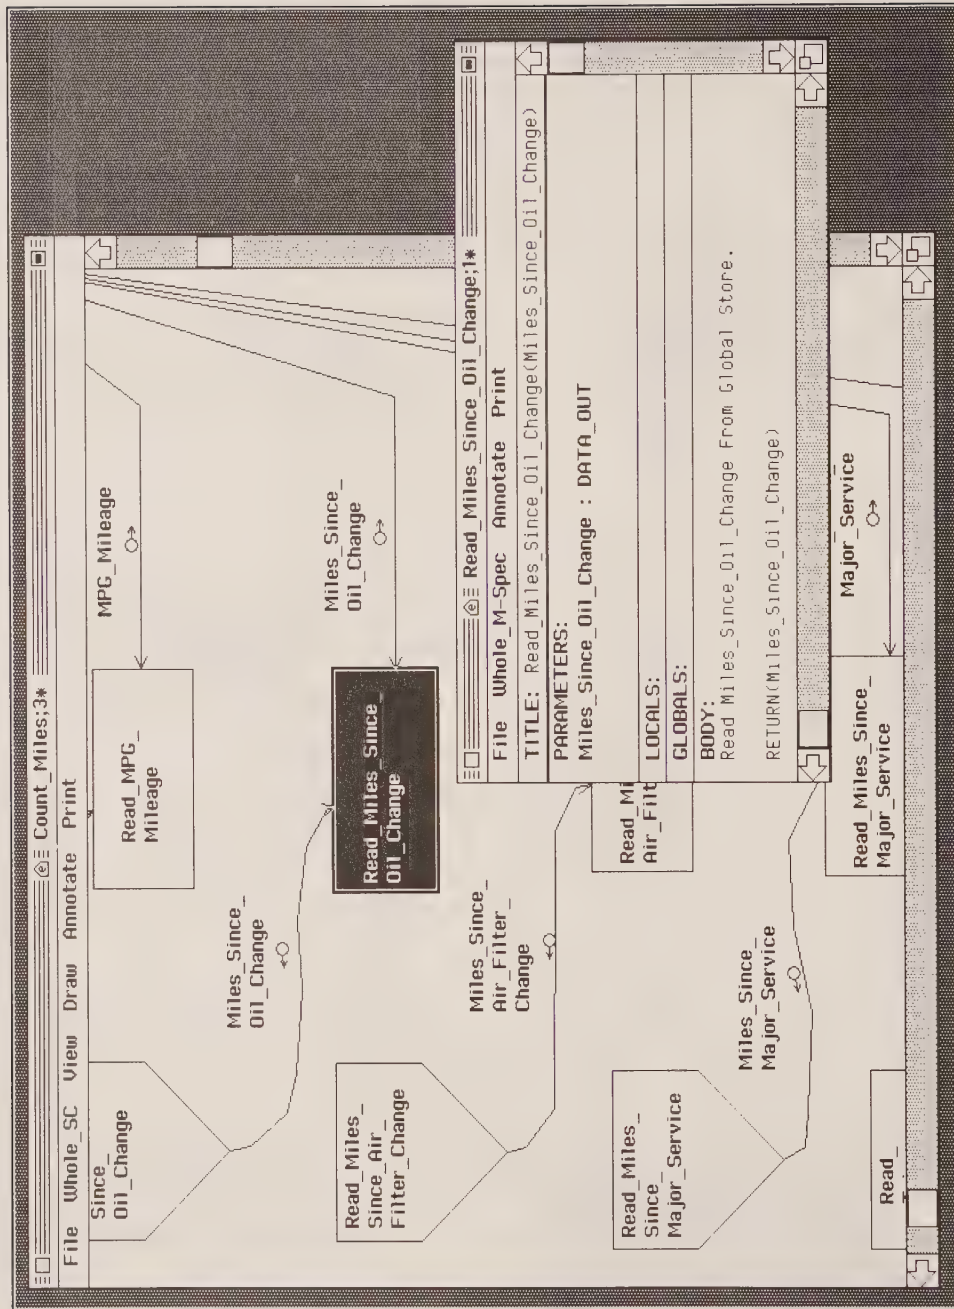 Count_Miles;3*
File Whole_SC View Draw Annotate Print
Since_
Oil_Change
Read_MPG_
Mileage
MPG_Mileage
Miles_Since_
Oil_Change
Read_Miles_Since_
Oil_Change
Miles_Since_
Oil_Change
Read_Miles_
Since_Air_
Filter_Change
Miles_Since_
Air_Filter_
Change
Read_Mi
Air_Filt
Read_Miles_
Since_
Major_Service
Miles_Since_
Major_Service
Read_Miles_Since_
Major_Service
Major_Service
Read_
Read_Miles_Since_Oil_Change;1*
File Whole_M-Spec Annotate Print
TITLE: Read_Miles_Since_Oil_Change(Miles_Since_Oil_Change)
PARAMETERS:
Miles_Since_Oil_Change : DATA_OUT
LOCALS:
GLOBALS:
BODY:
Read Miles_Since_Oil_Change From Global Store.
RETURN(Miles_Since_Oil_Change)